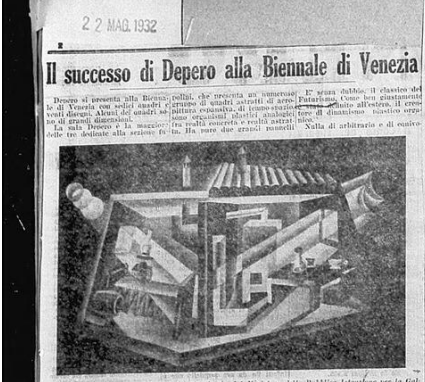 22 MAG. 1932
2
Il successo di Depero alla Biennale di Venezia
Depero si presenta alla Bienna-
le di Venezia con sedici quadri e
venti disegni. Alcuni dei quadri so-
no di grandi dimensioni.
La sala Depero è la maggiore
delle tre dedicate alla sezione fu-
che presenta un numeroso
gruppo di quadri astratti di aero-
pittura espansiva, di
sono organismi plastici analogici
fra realtà concreta e realtà astrat-
ta. Ha pure due grandi pannelli
E' senza dubbio, il classico del
Futurismo. Come ben giustamente
è stato definito all'estero, il crea-
tore di dinamismo plastico orga-
nico.
Nulla di arbitrario e di equivo-